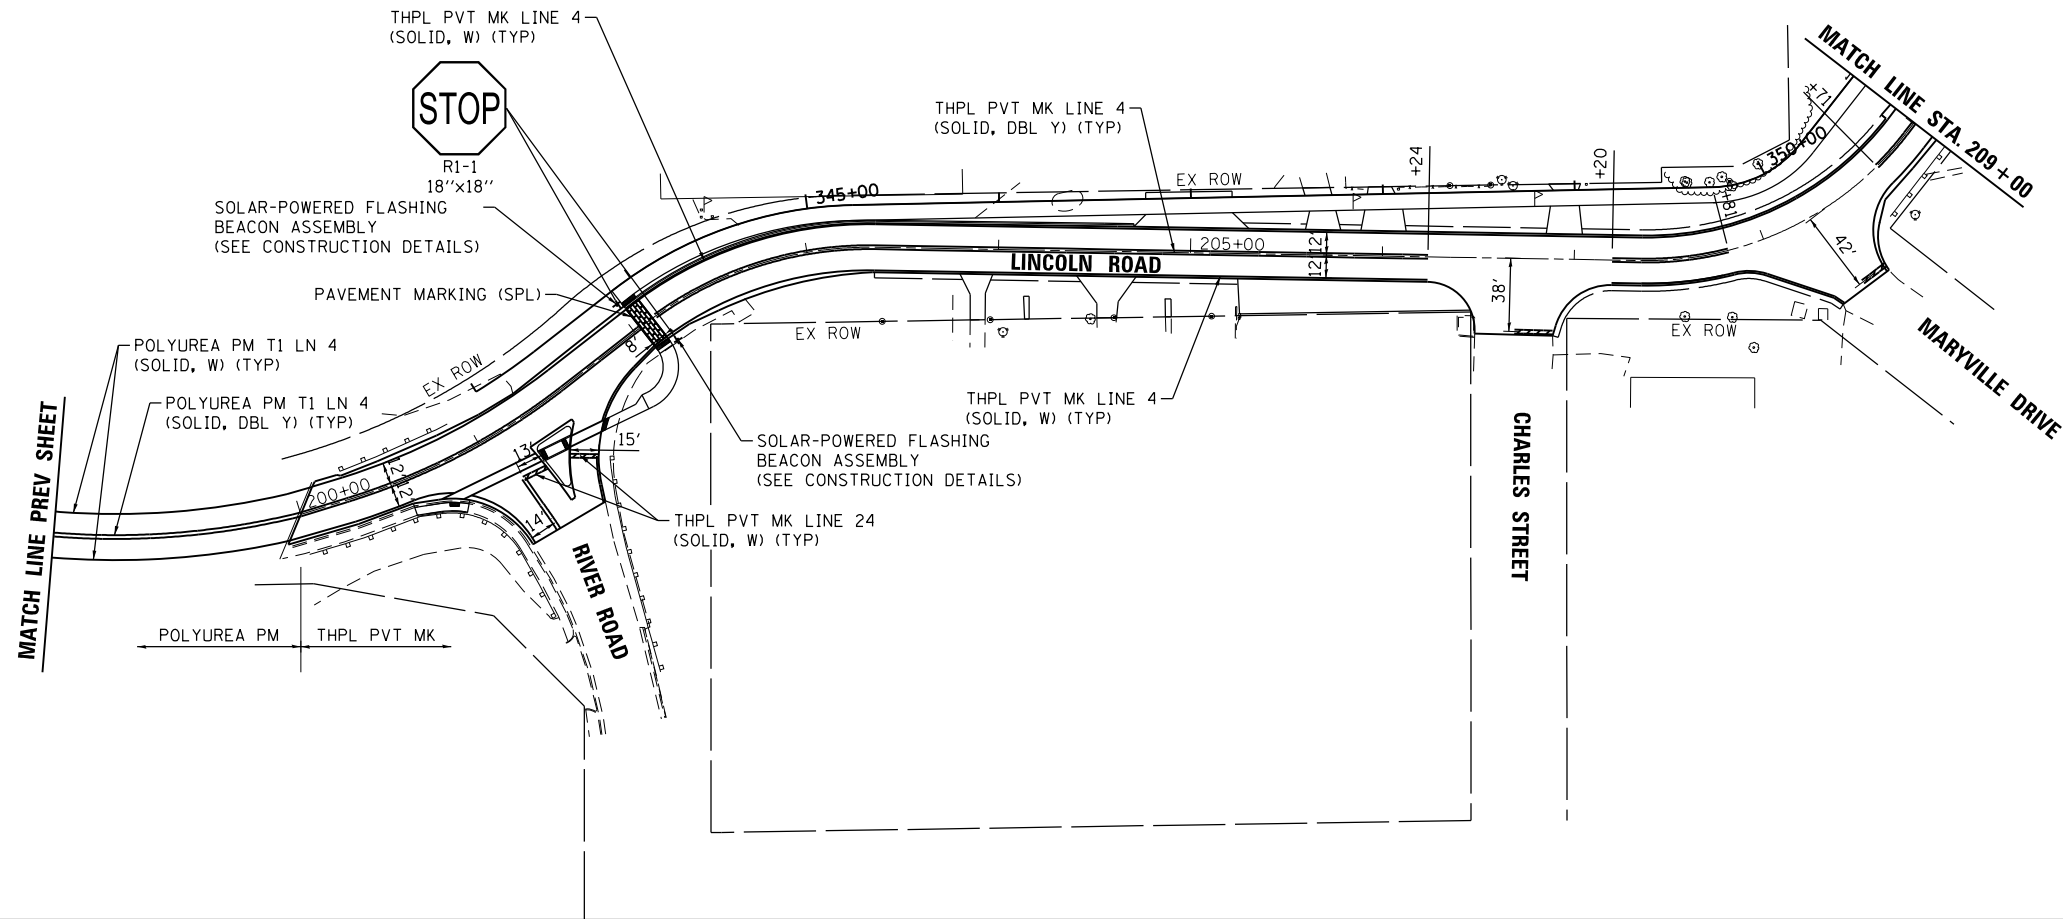 THPL PVT MK LINE 4
(SOLID, W) (TYP)
STOP
R1-1
18''x18''
SOLAR-POWERED FLASHING
BEACON ASSEMBLY
(SEE CONSTRUCTION DETAILS)
PAVEMENT MARKING (SPL)
POLYUREA PM T1 LN 4
(SOLID, W) (TYP)
POLYUREA PM T1 LN 4
(SOLID, DBL Y) (TYP)
EX ROW
MATCH LINE PREV SHEET
200+00
12'
12'
POLYUREA PM
THPL PVT MK
8'
13'
15'
14'
RIVER ROAD
THPL PVT MK LINE 24
(SOLID, W) (TYP)
SOLAR-POWERED FLASHING
BEACON ASSEMBLY
(SEE CONSTRUCTION DETAILS)
345+00
THPL PVT MK LINE 4
(SOLID, DBL Y) (TYP)
EX ROW
205+00
LINCOLN ROAD
12'
12'
EX ROW
THPL PVT MK LINE 4
(SOLID, W) (TYP)
+24
+20
38'
CHARLES STREET
EX ROW
+81
350+00
+71
42'
MATCH LINE STA. 209+00
MARYVILLE DRIVE